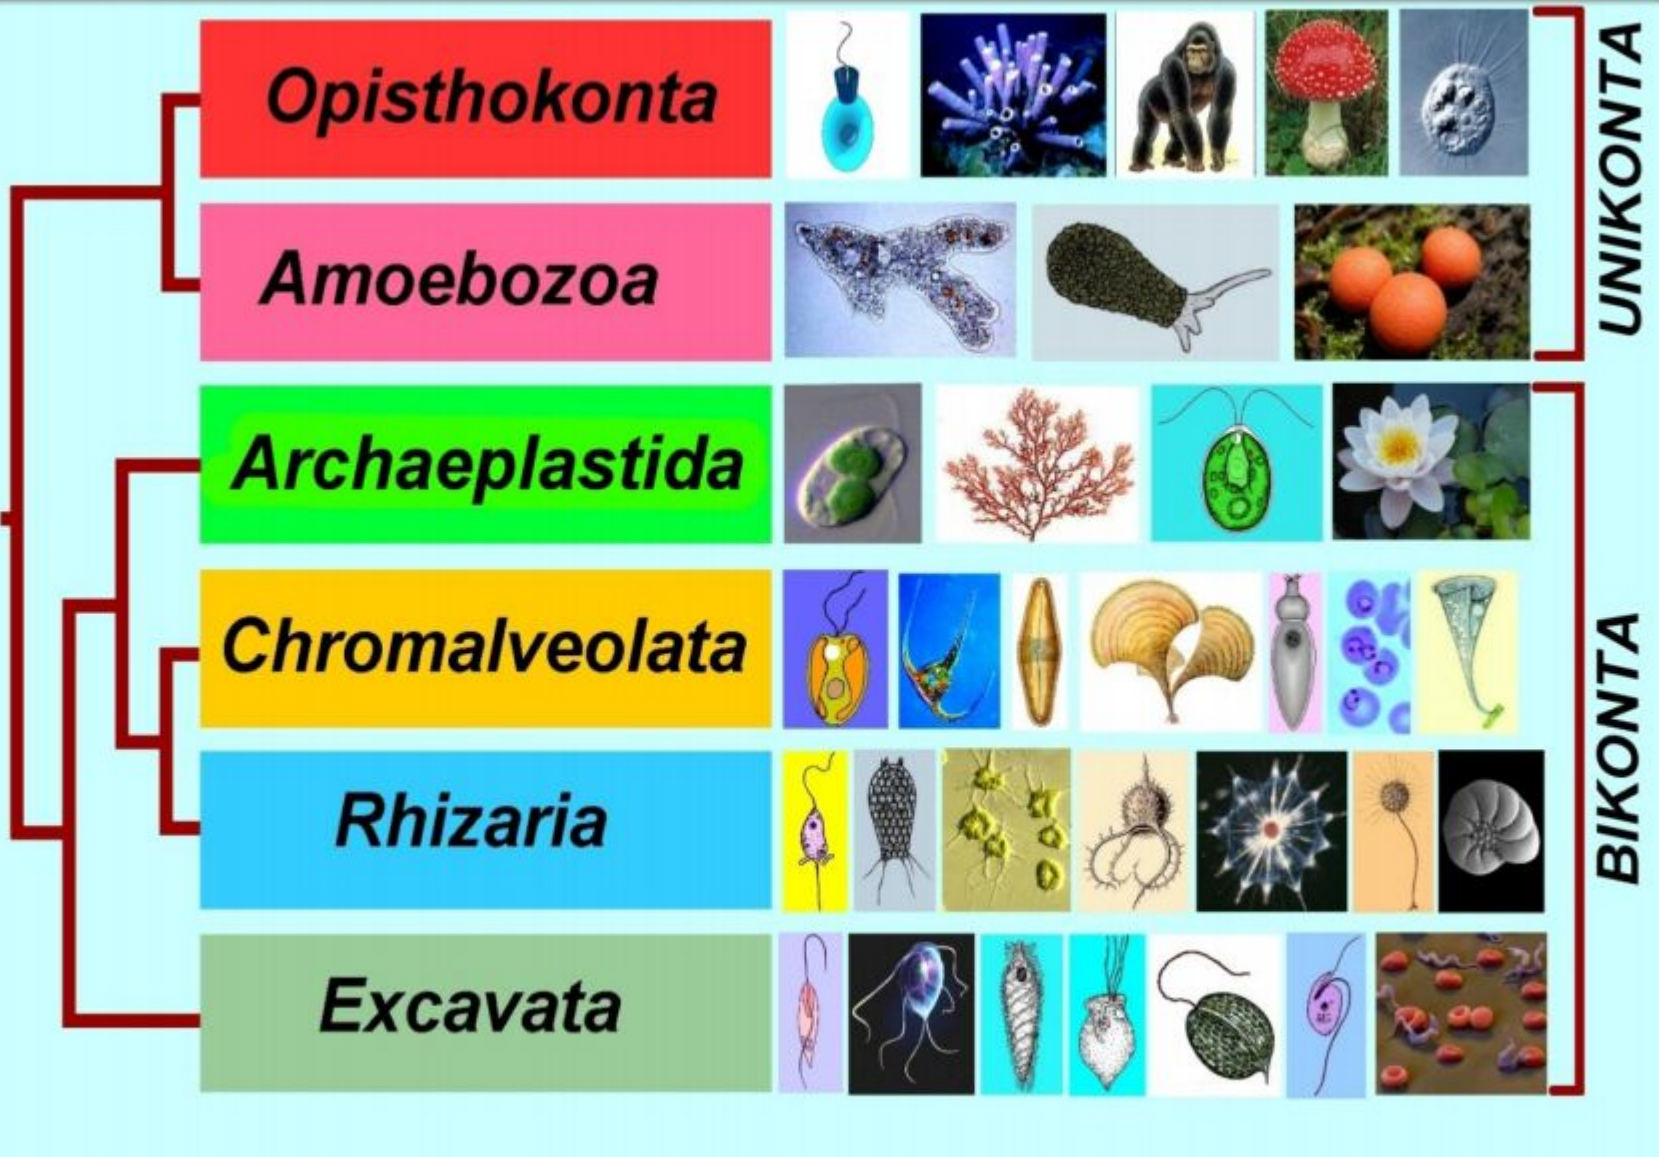 Opisthokonta
Amoebozoa
Archaeplastida
Chromalveolata
Rhizaria
Excavata
UNIKONTA
BIKONTA